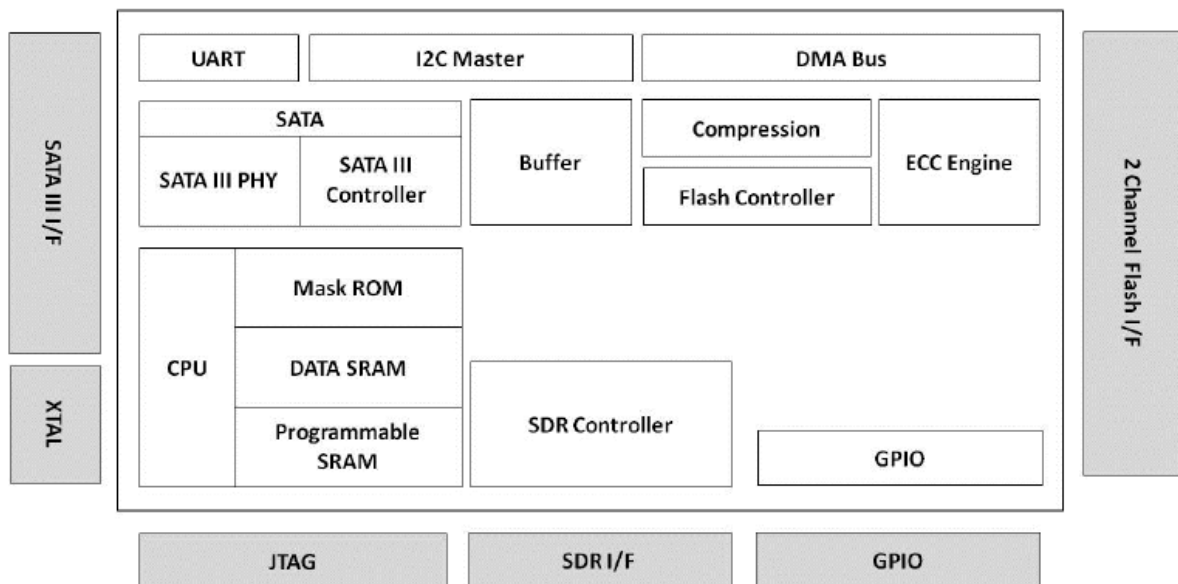 UART
I2C Master
DMA Bus
SATA III I/F
SATA
SATA III PHY
SATA III
Controller
Buffer
Compression
Flash Controller
ECC Engine
2 Channel Flash I/F
CPU
Mask ROM
DATA SRAM
Programmable
SRAM
SDR Controller
GPIO
XTAL
JTAG
SDR I/F
GPIO